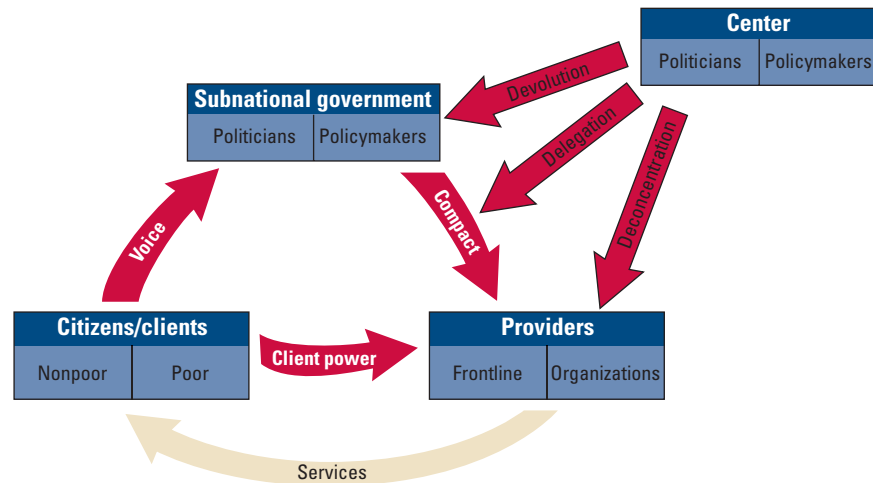 Center
Politicians Policymakers
Devolution
Subnational government
Politicians Policymakers
Delegation
Deconcentration
Voice
Compact
Citizens/clients
Nonpoor Poor
Client power
Providers
Frontline Organizations
Services